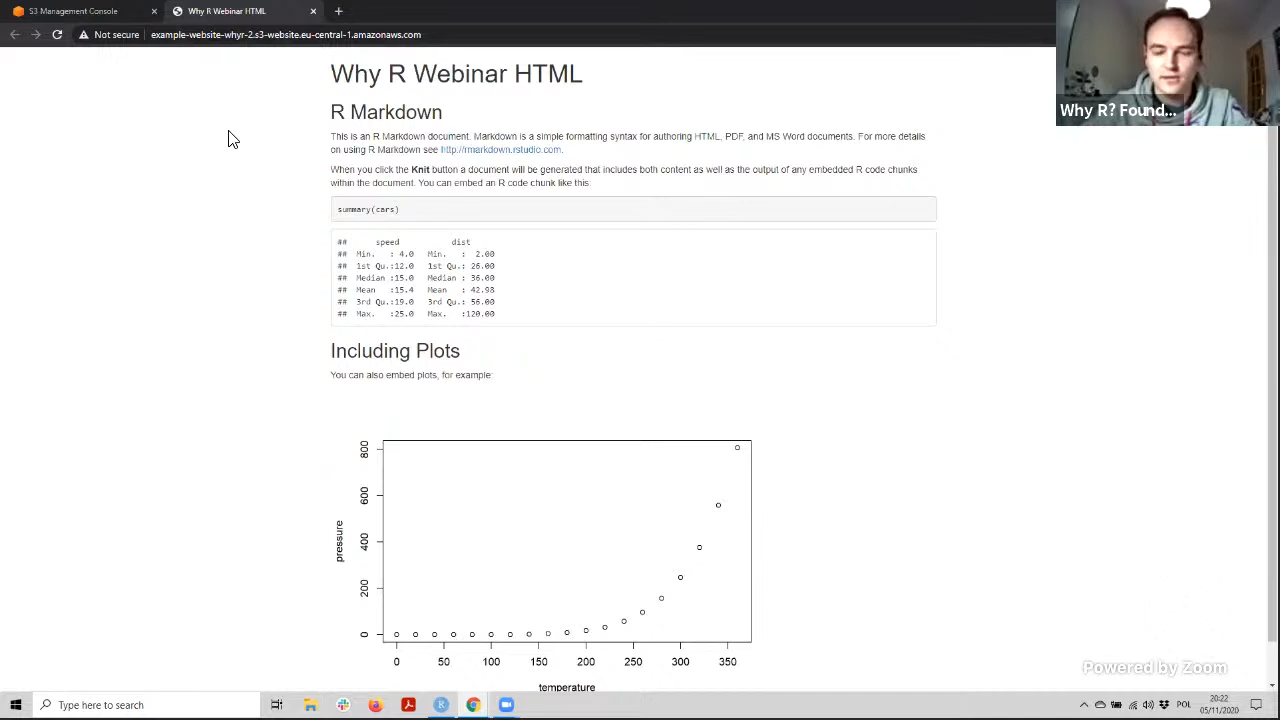 S3 Management Console
Why R Webinar HTML
Not secure
example-website-whyr-2.s3-website.eu-central-1.amazonaws.com
Why R? Found...
Why R Webinar HTML
R Markdown
This is an R Markdown document. Markdown is a simple formatting syntax for authoring HTML, PDF, and MS Word documents. For more details
on using R Markdown see http://rmarkdown.rstudio.com.
When you click the Knit button a document will be generated that includes both content as well as the output of any embedded R code chunks
within the document. You can embed an R code chunk like this:
summary(cars)
## speed dist
## Min. : 4.0 Min. : 2.00
## 1st Qu.:12.0 1st Qu.: 26.00
## Median :15.0 Median : 36.00
## Mean :15.4 Mean : 42.98
## 3rd Qu.:19.0 3rd Qu.: 56.00
## Max. :25.0 Max. :120.00
Including Plots
You can also embed plots, for example:
800
600
400
200
0
pressure
0 50 100 150 200 250 300 350
temperature
Powered by Zoom
Type here to search
POL
20:22
05/11/2020